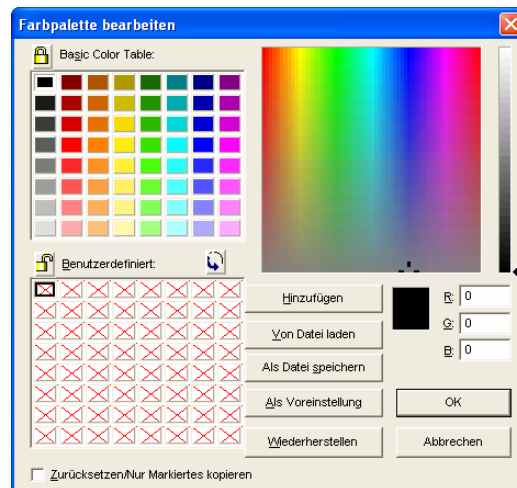 Farbpalette bearbeiten
Basic Color Table:
Benutzerdefiniert:
Hinzufügen
Von Datei laden
Als Datei speichern
Als Voreinstellung
Wiederherstellen
R: 0
G: 0
B: 0
OK
Abbrechen
Zurücksetzen/Nur Markiertes kopieren